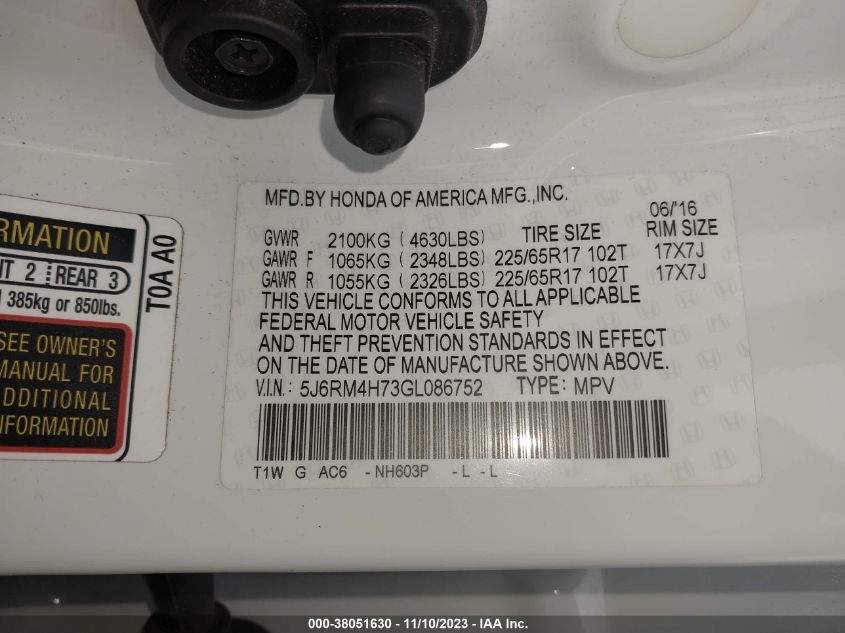 MFD.BY HONDA OF AMERICA MFG.,INC.
06/'16
GVWR 2100KG (4630LBS) TIRE SIZE RIM SIZE
GAWR F 1065KG (2348LBS) 225/65R17 102T 17X7J
GAWR R 1055KG (2326LBS) 225/65R17 102T 17X7J
THIS VEHICLE CONFORMS TO ALL APPLICABLE
FEDERAL MOTOR VEHICLE SAFETY
AND THEFT PREVENTION STANDARDS IN EFFECT
ON THE DATE OF MANUFACTURE SHOWN ABOVE.
V.I.N.: 5J6RM4H73GL086752 TYPE: MPV
T1W G AC6 -NH603P -L -L
RMATION
2 REAR 3
385kg or 850lbs.
SEE OWNER'S
MANUAL FOR
DDITIONAL
NFORMATION
T0A A0
000-38051630 - 11/10/2023 - IAA Inc.